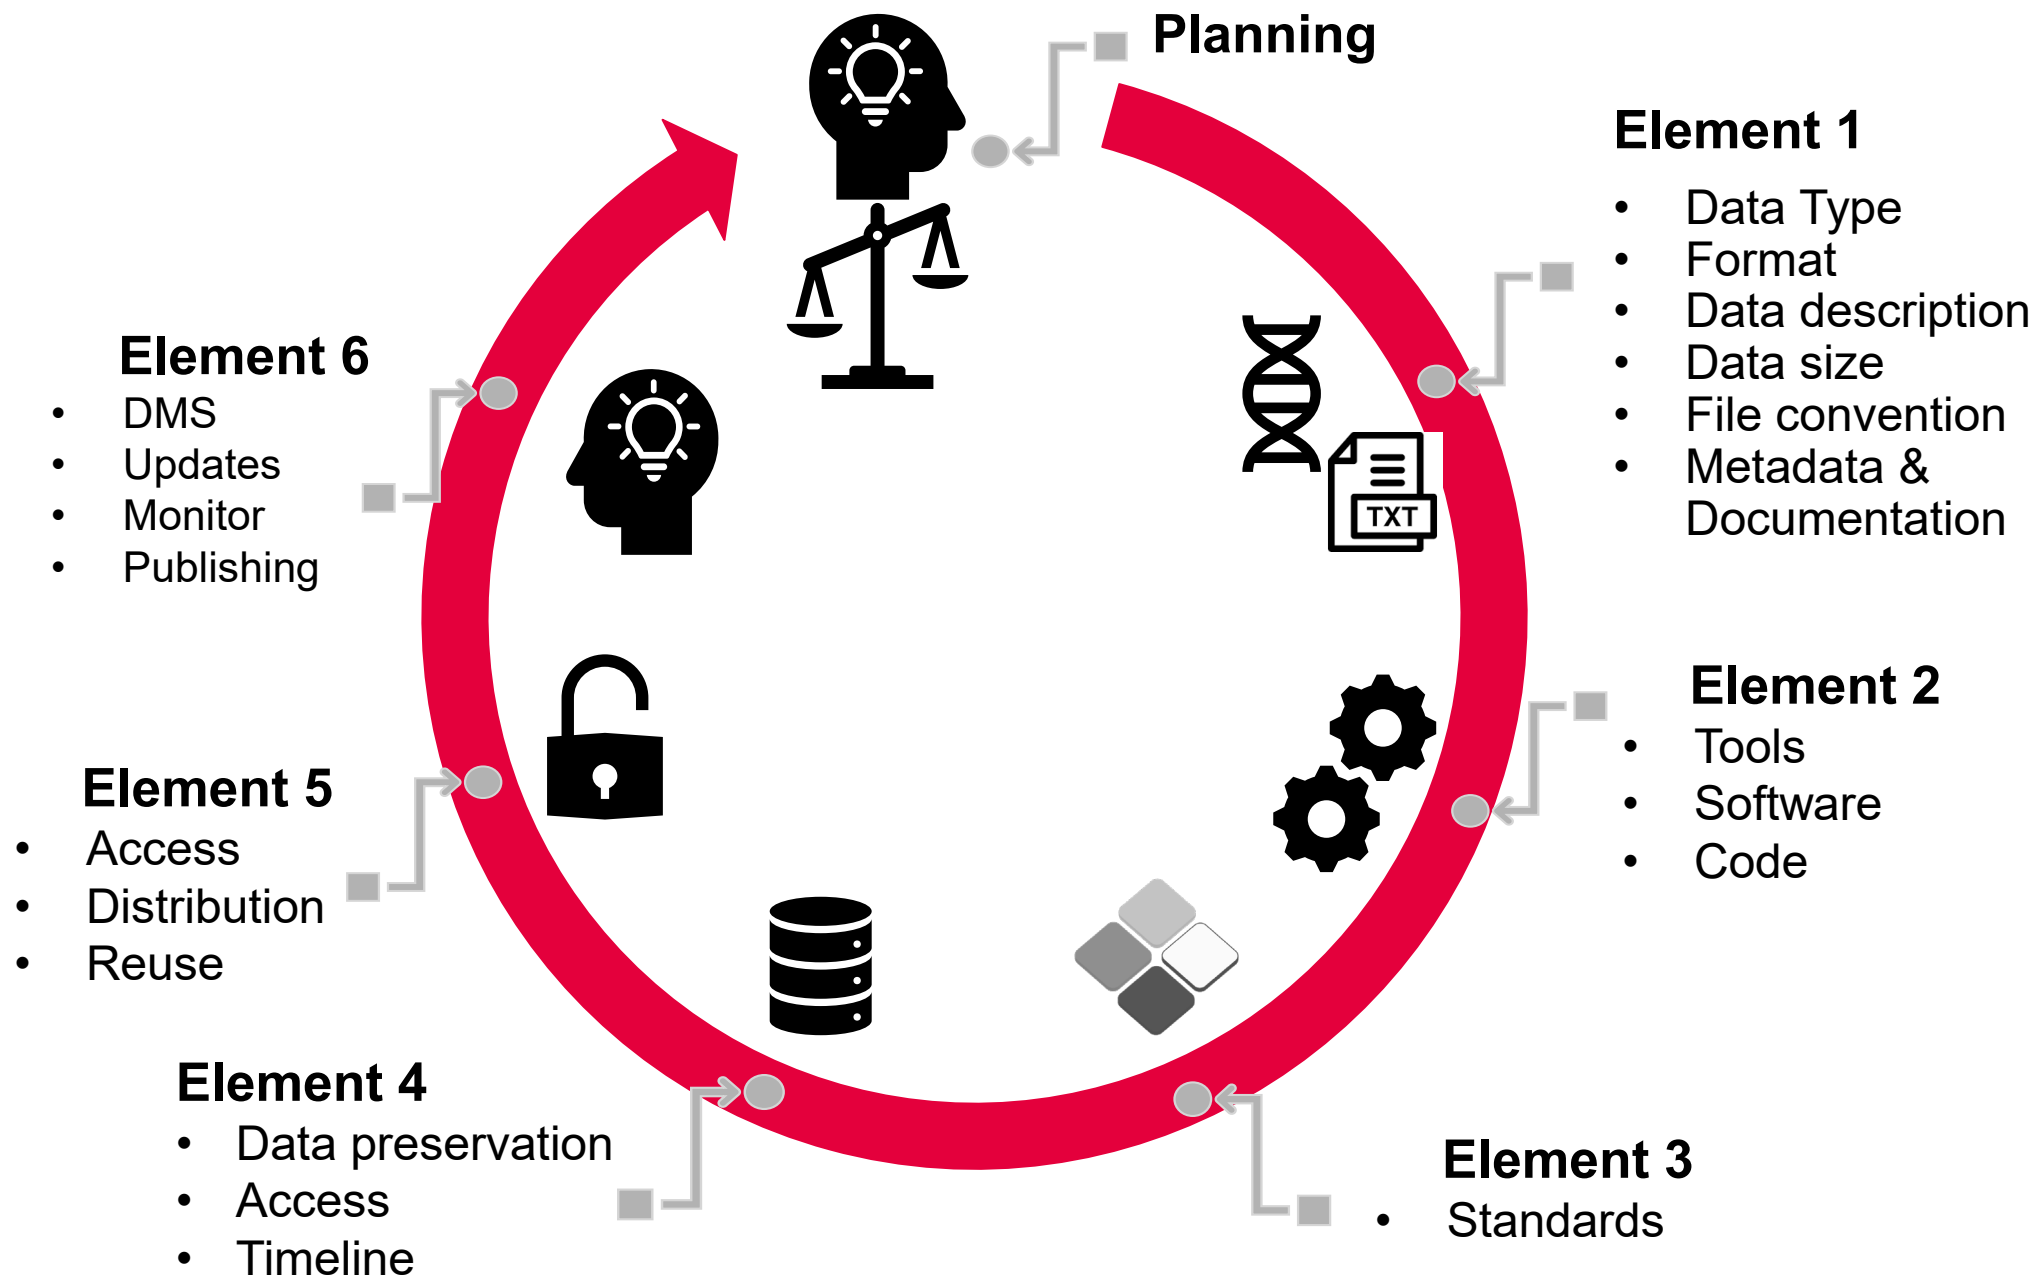 Planning
Element 1
• Data Type
• Format
• Data description
• Data size
• File convention
• Metadata &
Documentation
TXT
Element 2
• Tools
• Software
• Code
Element 3
• Standards
Element 4
• Data preservation
• Access
• Timeline
Element 5
• Access
• Distribution
• Reuse
Element 6
• DMS
• Updates
• Monitor
• Publishing